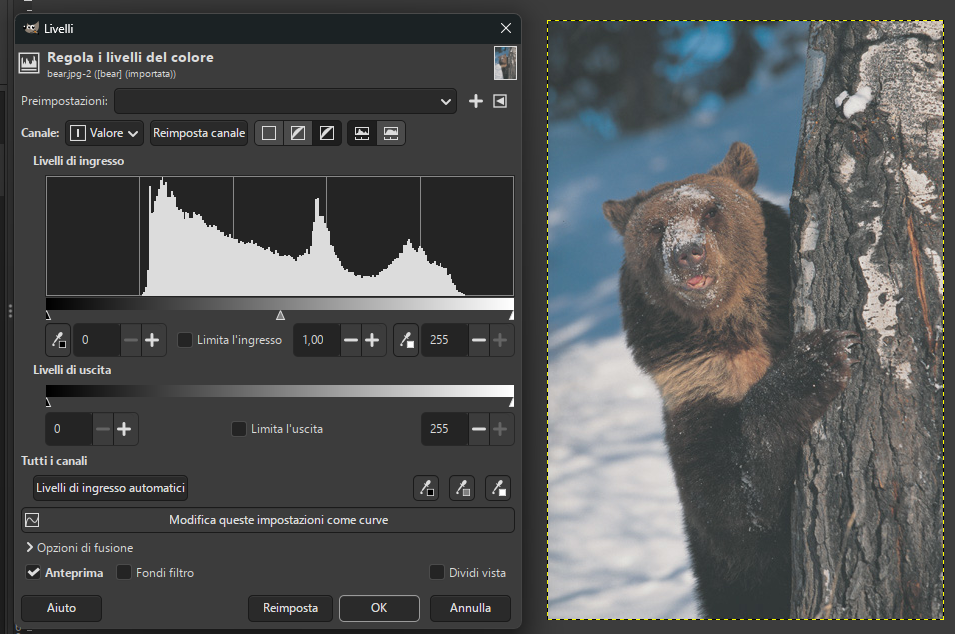 Livelli
Regola i livelli del colore
bear.jpg-2 ([bear] (importata))
Preimpostazioni:
Canale: Valore Reimposta canale
Livelli di ingresso
0 Limita l'ingresso 1,00 255
Livelli di uscita
0 Limita l'uscita 255
Tutti i canali
Livelli di ingresso automatici
Modifica queste impostazioni come curve
Opzioni di fusione
Anteprima Fondi filtro Dividi vista
Aiuto Reimposta OK Annulla